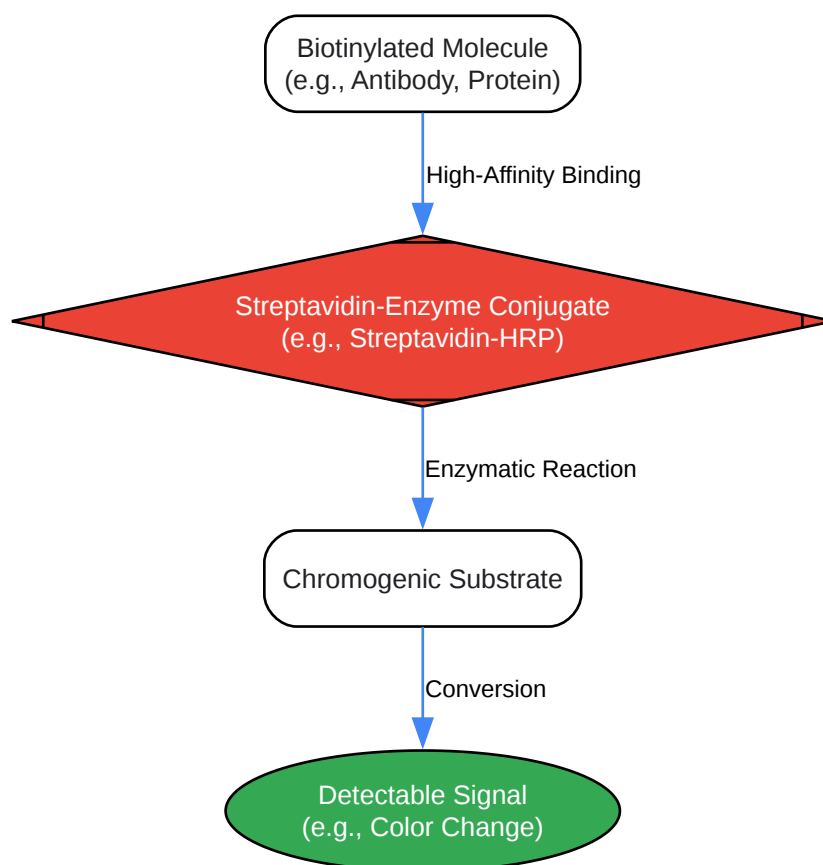 Biotinylated Molecule
(e.g., Antibody, Protein)
High-Affinity Binding
Streptavidin-Enzyme Conjugate
(e.g., Streptavidin-HRP)
Enzymatic Reaction
Chromogenic Substrate
Conversion
Detectable Signal
(e.g., Color Change)